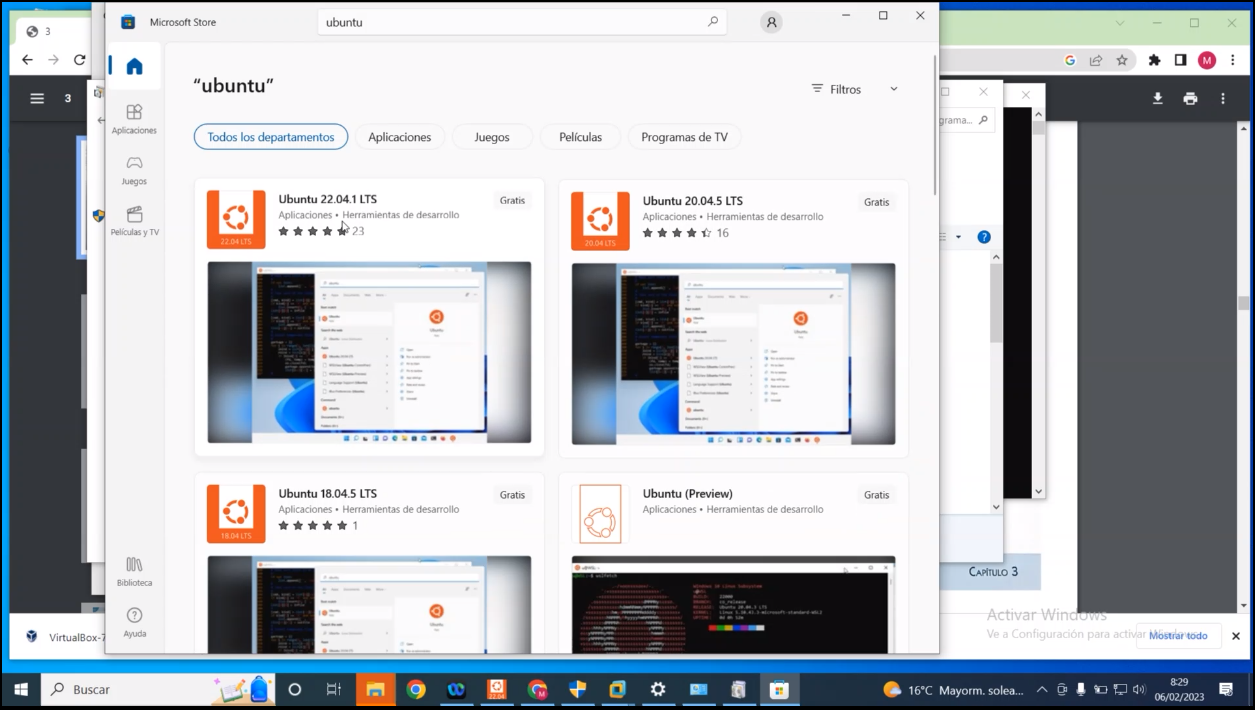 3
Microsoft Store
ubuntu
3
Aplicaciones
Juegos
Películas y TV
Biblioteca
Ayuda
“ubuntu”
Filtros
Todos los departamentos
Aplicaciones
Juegos
Películas
Programas de TV
Ubuntu 22.04.1 LTS
Gratis
Aplicaciones • Herramientas de desarrollo
23
22.04 LTS
Ubuntu 20.04.5 LTS
Gratis
Aplicaciones • Herramientas de desarrollo
16
20.04 LTS
Ubuntu 18.04.5 LTS
Gratis
Aplicaciones • Herramientas de desarrollo
1
18.04 LTS
Ubuntu (Preview)
Gratis
Aplicaciones • Herramientas de desarrollo
M
grama...
CAPÍTULO 3
Activar Windows
Ve a Configuración para activar
Mostrar todo
VirtualBox-7
Buscar
22.04
16°C Mayorm. solea...
8:29
06/02/2023